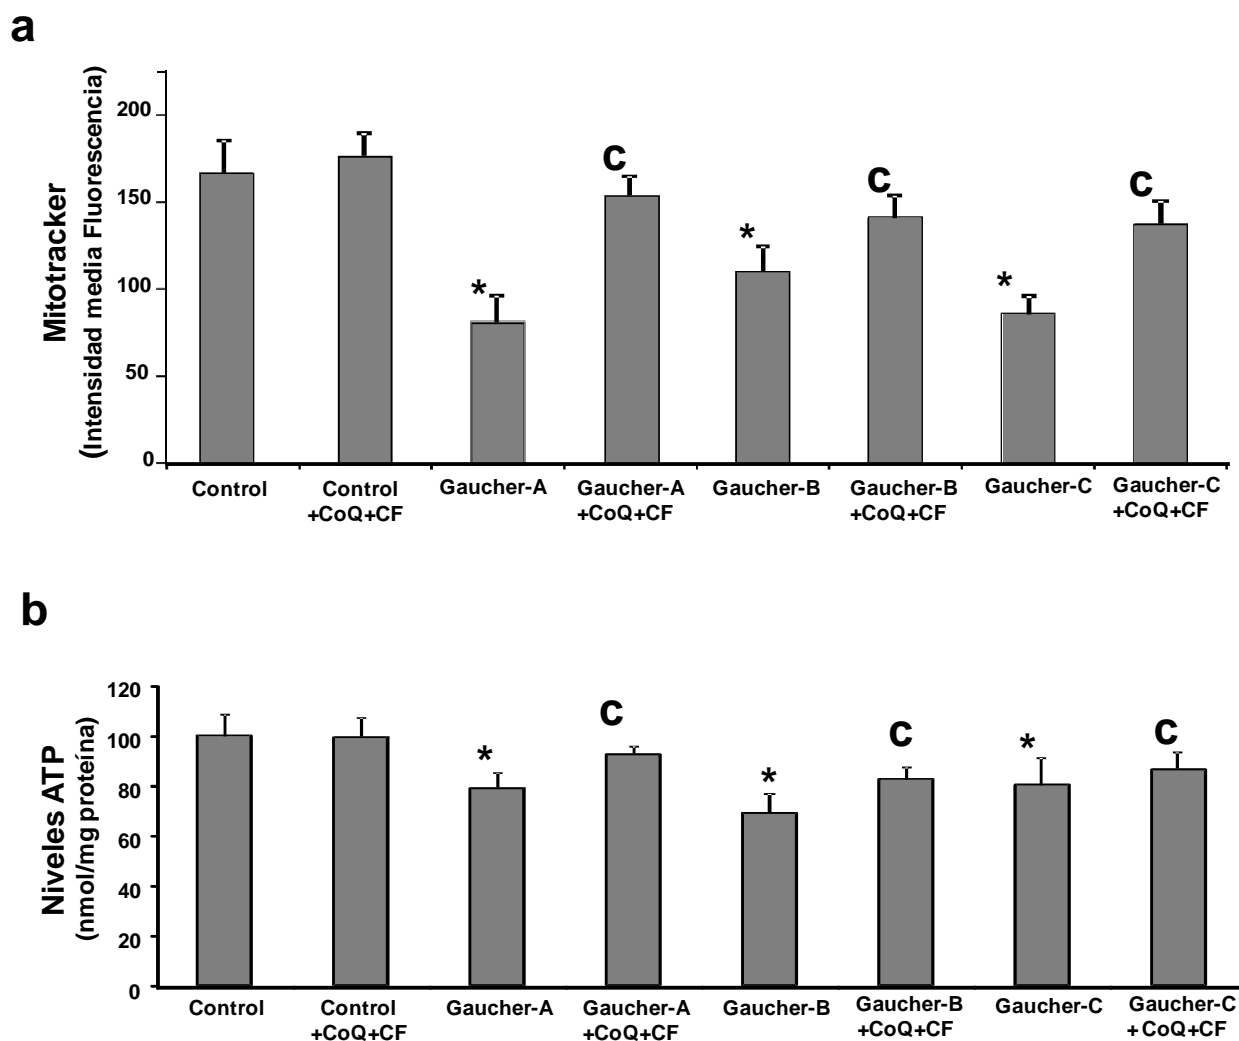 a
Mitotracker
(Intensidad media Fluorescencia)
200
150
100
50
0
*
C
*
C
*
C
Control
Control
+CoQ+CF
Gaucher-A
Gaucher-A
+CoQ+CF
Gaucher-B
Gaucher-B
+CoQ+CF
Gaucher-C
Gaucher-C
+CoQ+CF
b
Niveles ATP
(nmol/mg proteína)
120
100
80
60
40
20
0
*
C
*
C
*
C
Control
Control
+CoQ+CF
Gaucher-A
Gaucher-A
+CoQ+CF
Gaucher-B
Gaucher-B
+CoQ+CF
Gaucher-C
Gaucher-C
+CoQ+CF